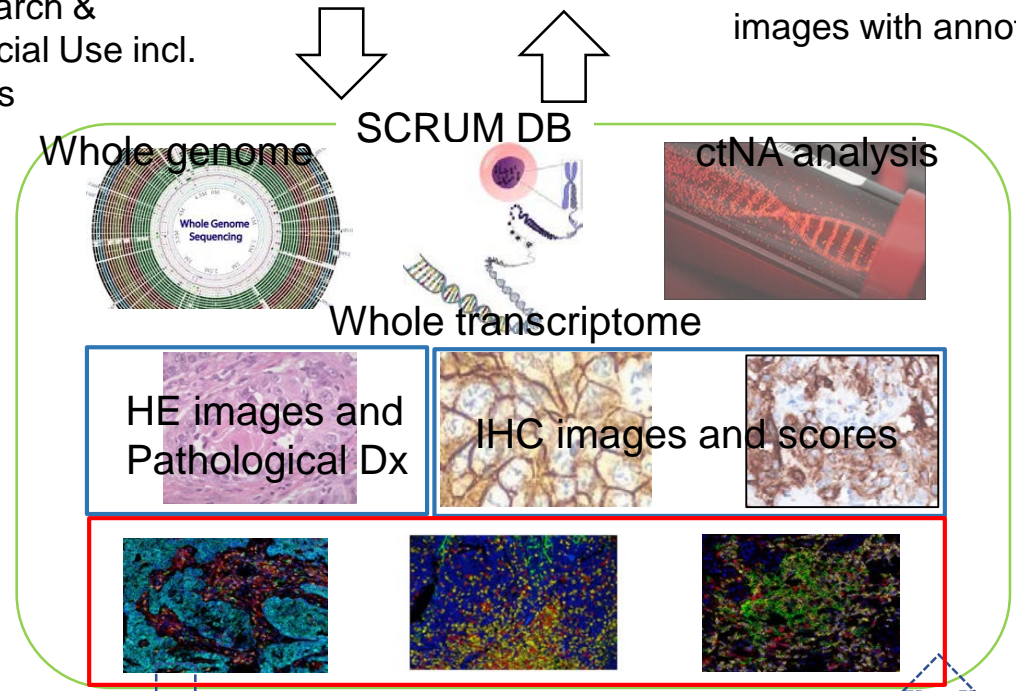 arch &
cial Use incl.
s
images with annot
SCRUM DB
Whole genome
ctNA analysis
Whole Genome
Sequencing
Whole transcriptome
HE images and
Pathological Dx
IHC images and scores